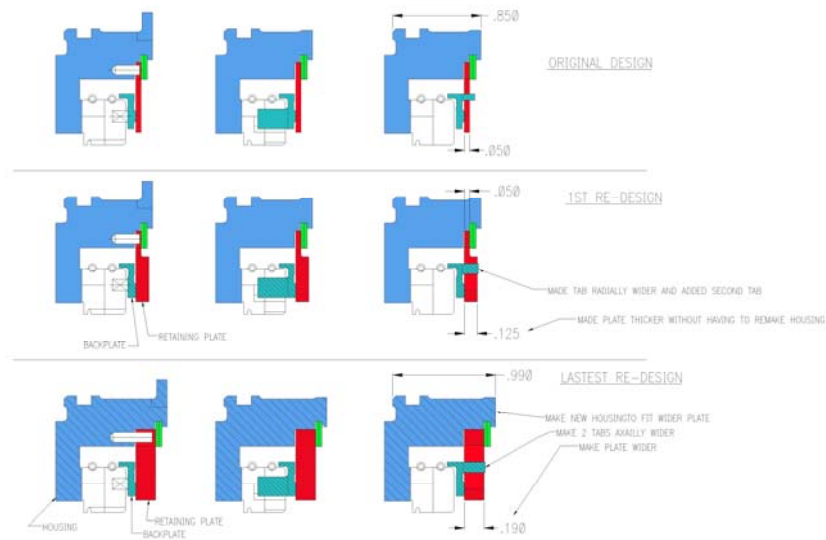 .850
ORIGINAL DESIGN
.050
.050
1ST RE-DESIGN
MADE TAB RADIALLY WIDER AND ADDED SECOND TAB
MADE PLATE THICKER WITHOUT HAVING TO REMAKE HOUSING
.125
RETAINING PLATE
BACKPLATE
.990
LASTEST RE-DESIGN
MAKE NEW HOUSINGTO FIT WIDER PLATE
MAKE 2 TABS AXAILLY WIDER
MAKE PLATE WIDER
.190
HOUSING
RETAINING PLATE
BACKPLATE